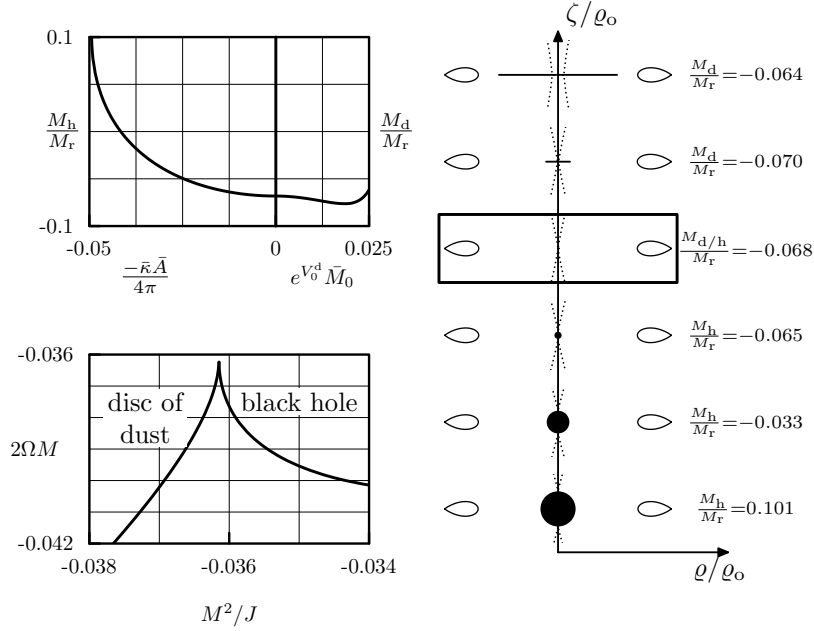 0.1
M_h/M_r
M_d/M_r
-0.1
-0.05
0
0.025
−κ̄Ā/4π
e^{V_0^d} M̄_0
-0.036
disc of
dust
black hole
2ΩM
-0.042
-0.038
-0.036
-0.034
M²/J
ζ/ϱ_o
M_d/M_r=−0.064
M_d/M_r=−0.070
M_{d/h}/M_r=−0.068
M_h/M_r=−0.065
M_h/M_r=−0.033
M_h/M_r=0.101
ϱ/ϱ_o